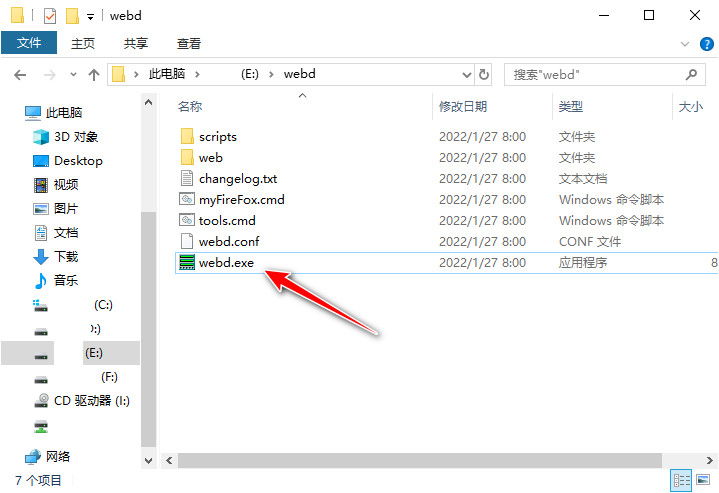 webd
文件 主页 共享 查看
此电脑 (E:) webd 搜索"webd"
名称 修改日期 类型 大小
scripts 2022/1/27 8:00 文件夹
web 2022/1/27 8:00 文件夹
changelog.txt 2022/1/27 8:00 文本文档
myFireFox.cmd 2022/1/27 8:00 Windows 命令脚本
tools.cmd 2022/1/27 8:00 Windows 命令脚本
webd.conf 2022/1/27 8:00 CONF 文件
webd.exe 2022/1/27 8:00 应用程序 8
此电脑
3D 对象
Desktop
视频
图片
文档
下载
音乐
(C:)
:)
(E:)
(F:)
CD 驱动器 (I:)
网络
7 个项目